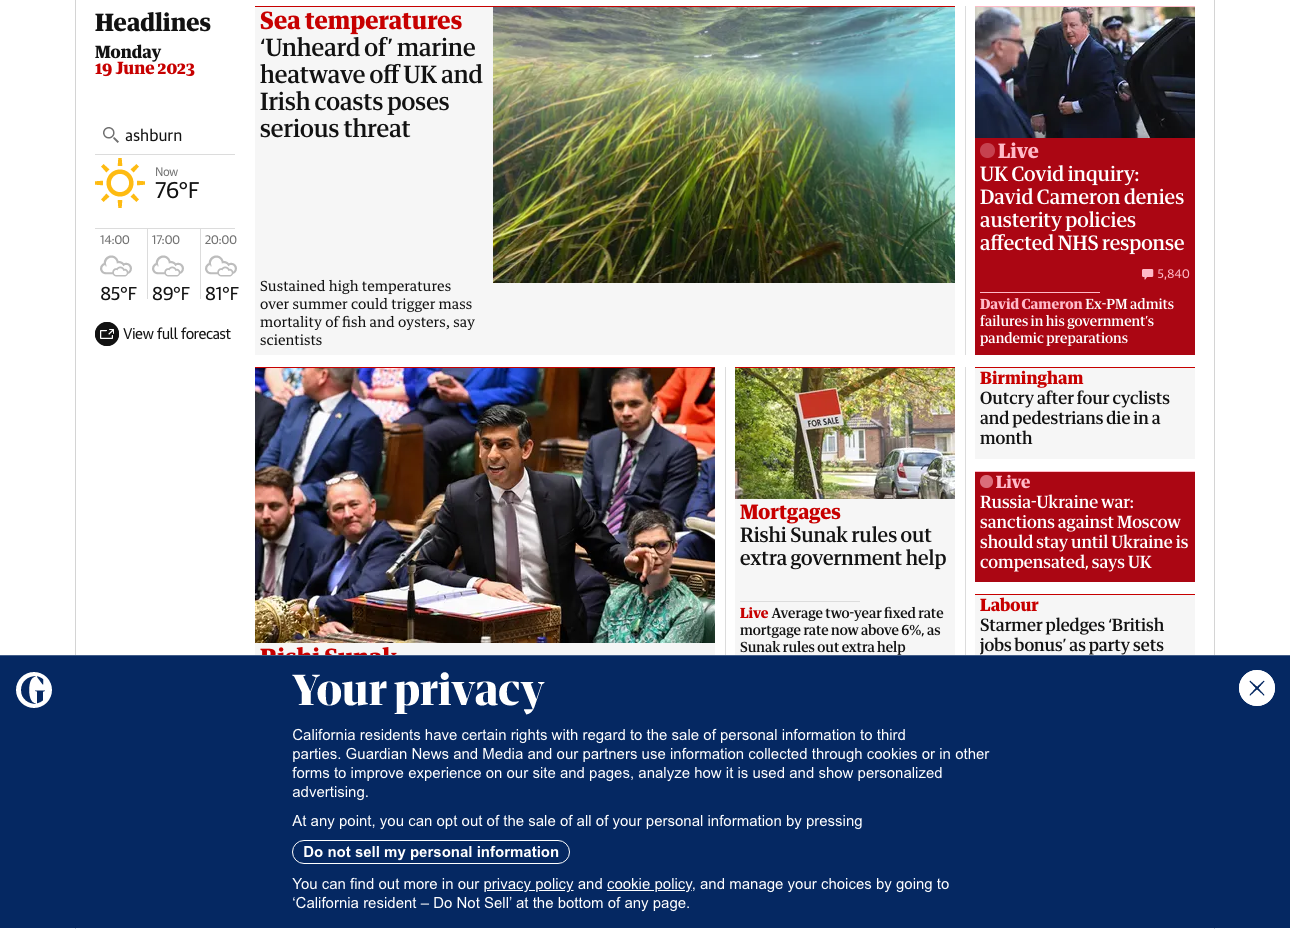 Headlines
Monday
19 June 2023
ashburn
Now
76°F
14:00
17:00
20:00
85°F
89°F
81°F
View full forecast
Sea temperatures
‘Unheard of’ marine
heatwave off UK and
Irish coasts poses
serious threat
Sustained high temperatures
over summer could trigger mass
mortality of fish and oysters, say
scientists
Live
UK Covid inquiry:
David Cameron denies
austerity policies
affected NHS response
5,840
David Cameron Ex-PM admits
failures in his government’s
pandemic preparations
Rishi Sunak
FOR SALE
Mortgages
Rishi Sunak rules out
extra government help
Live Average two-year fixed rate
mortgage rate now above 6%, as
Sunak rules out extra help
Birmingham
Outcry after four cyclists
and pedestrians die in a
month
Live
Russia-Ukraine war:
sanctions against Moscow
should stay until Ukraine is
compensated, says UK
Labour
Starmer pledges ‘British
jobs bonus’ as party sets
Your privacy
California residents have certain rights with regard to the sale of personal information to third
parties. Guardian News and Media and our partners use information collected through cookies or in other
forms to improve experience on our site and pages, analyze how it is used and show personalized
advertising.
At any point, you can opt out of the sale of all of your personal information by pressing
Do not sell my personal information
You can find out more in our privacy policy and cookie policy, and manage your choices by going to
‘California resident – Do Not Sell’ at the bottom of any page.